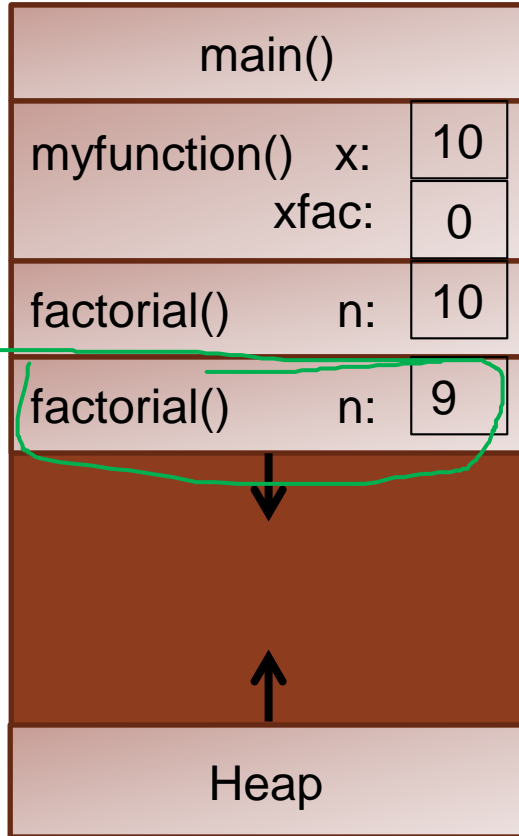 main()
myfunction() x: 10
xfac: 0
factorial() n: 10
factorial() n: 9
Heap